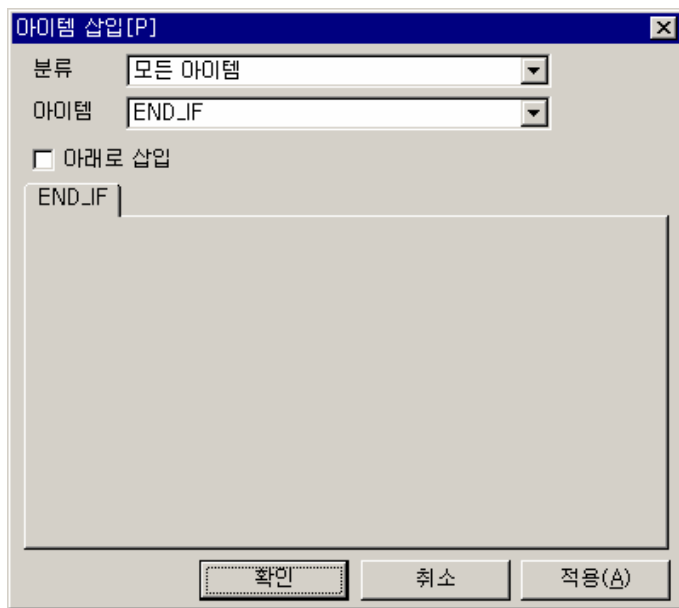 아이템 삽입[P]
분류 모든 아이템
아이템 END_IF
아래로 삽입
END_IF
확인 취소 적용(A)